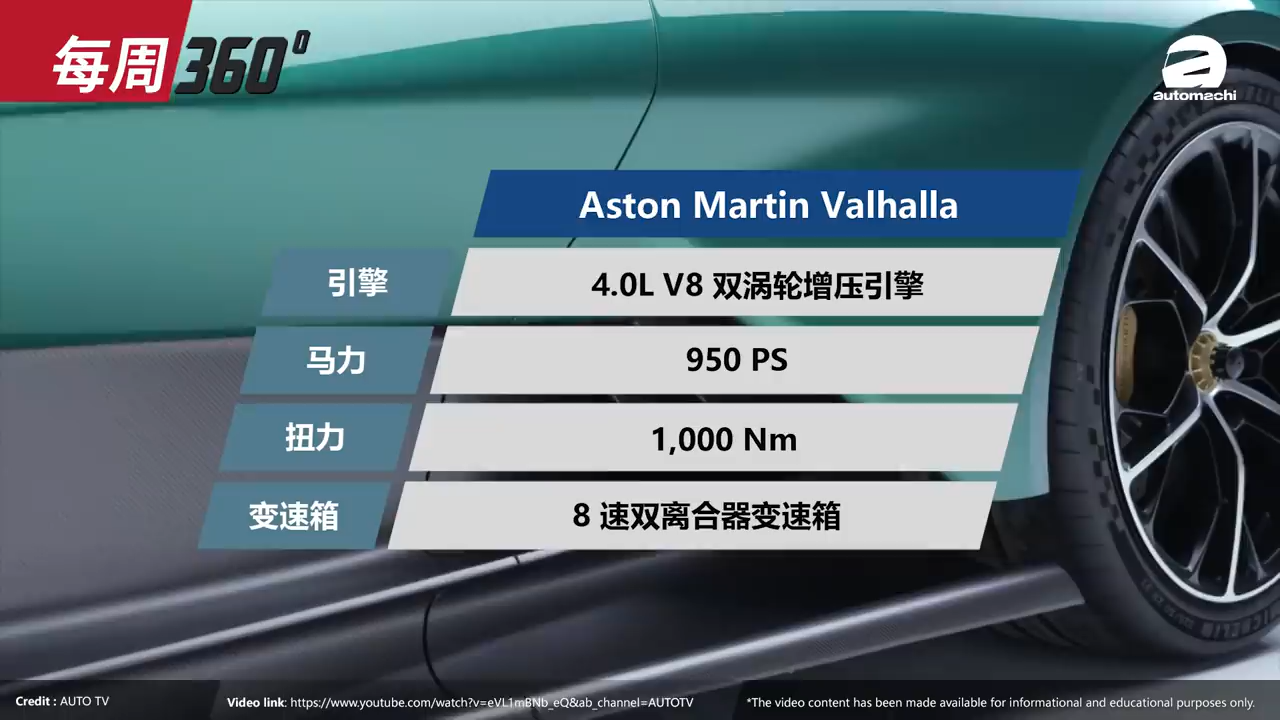 每周360°
automachi
Aston Martin Valhalla
引擎 4.0L V8 双涡轮增压引擎
马力 950 PS
扭力 1,000 Nm
变速箱 8 速双离合器变速箱
Credit : AUTO TV
Video link: https://www.youtube.com/watch?v=eVL1mBNb_eQ&ab_channel=AUTOTV
*The video content has been made available for informational and educational purposes only.